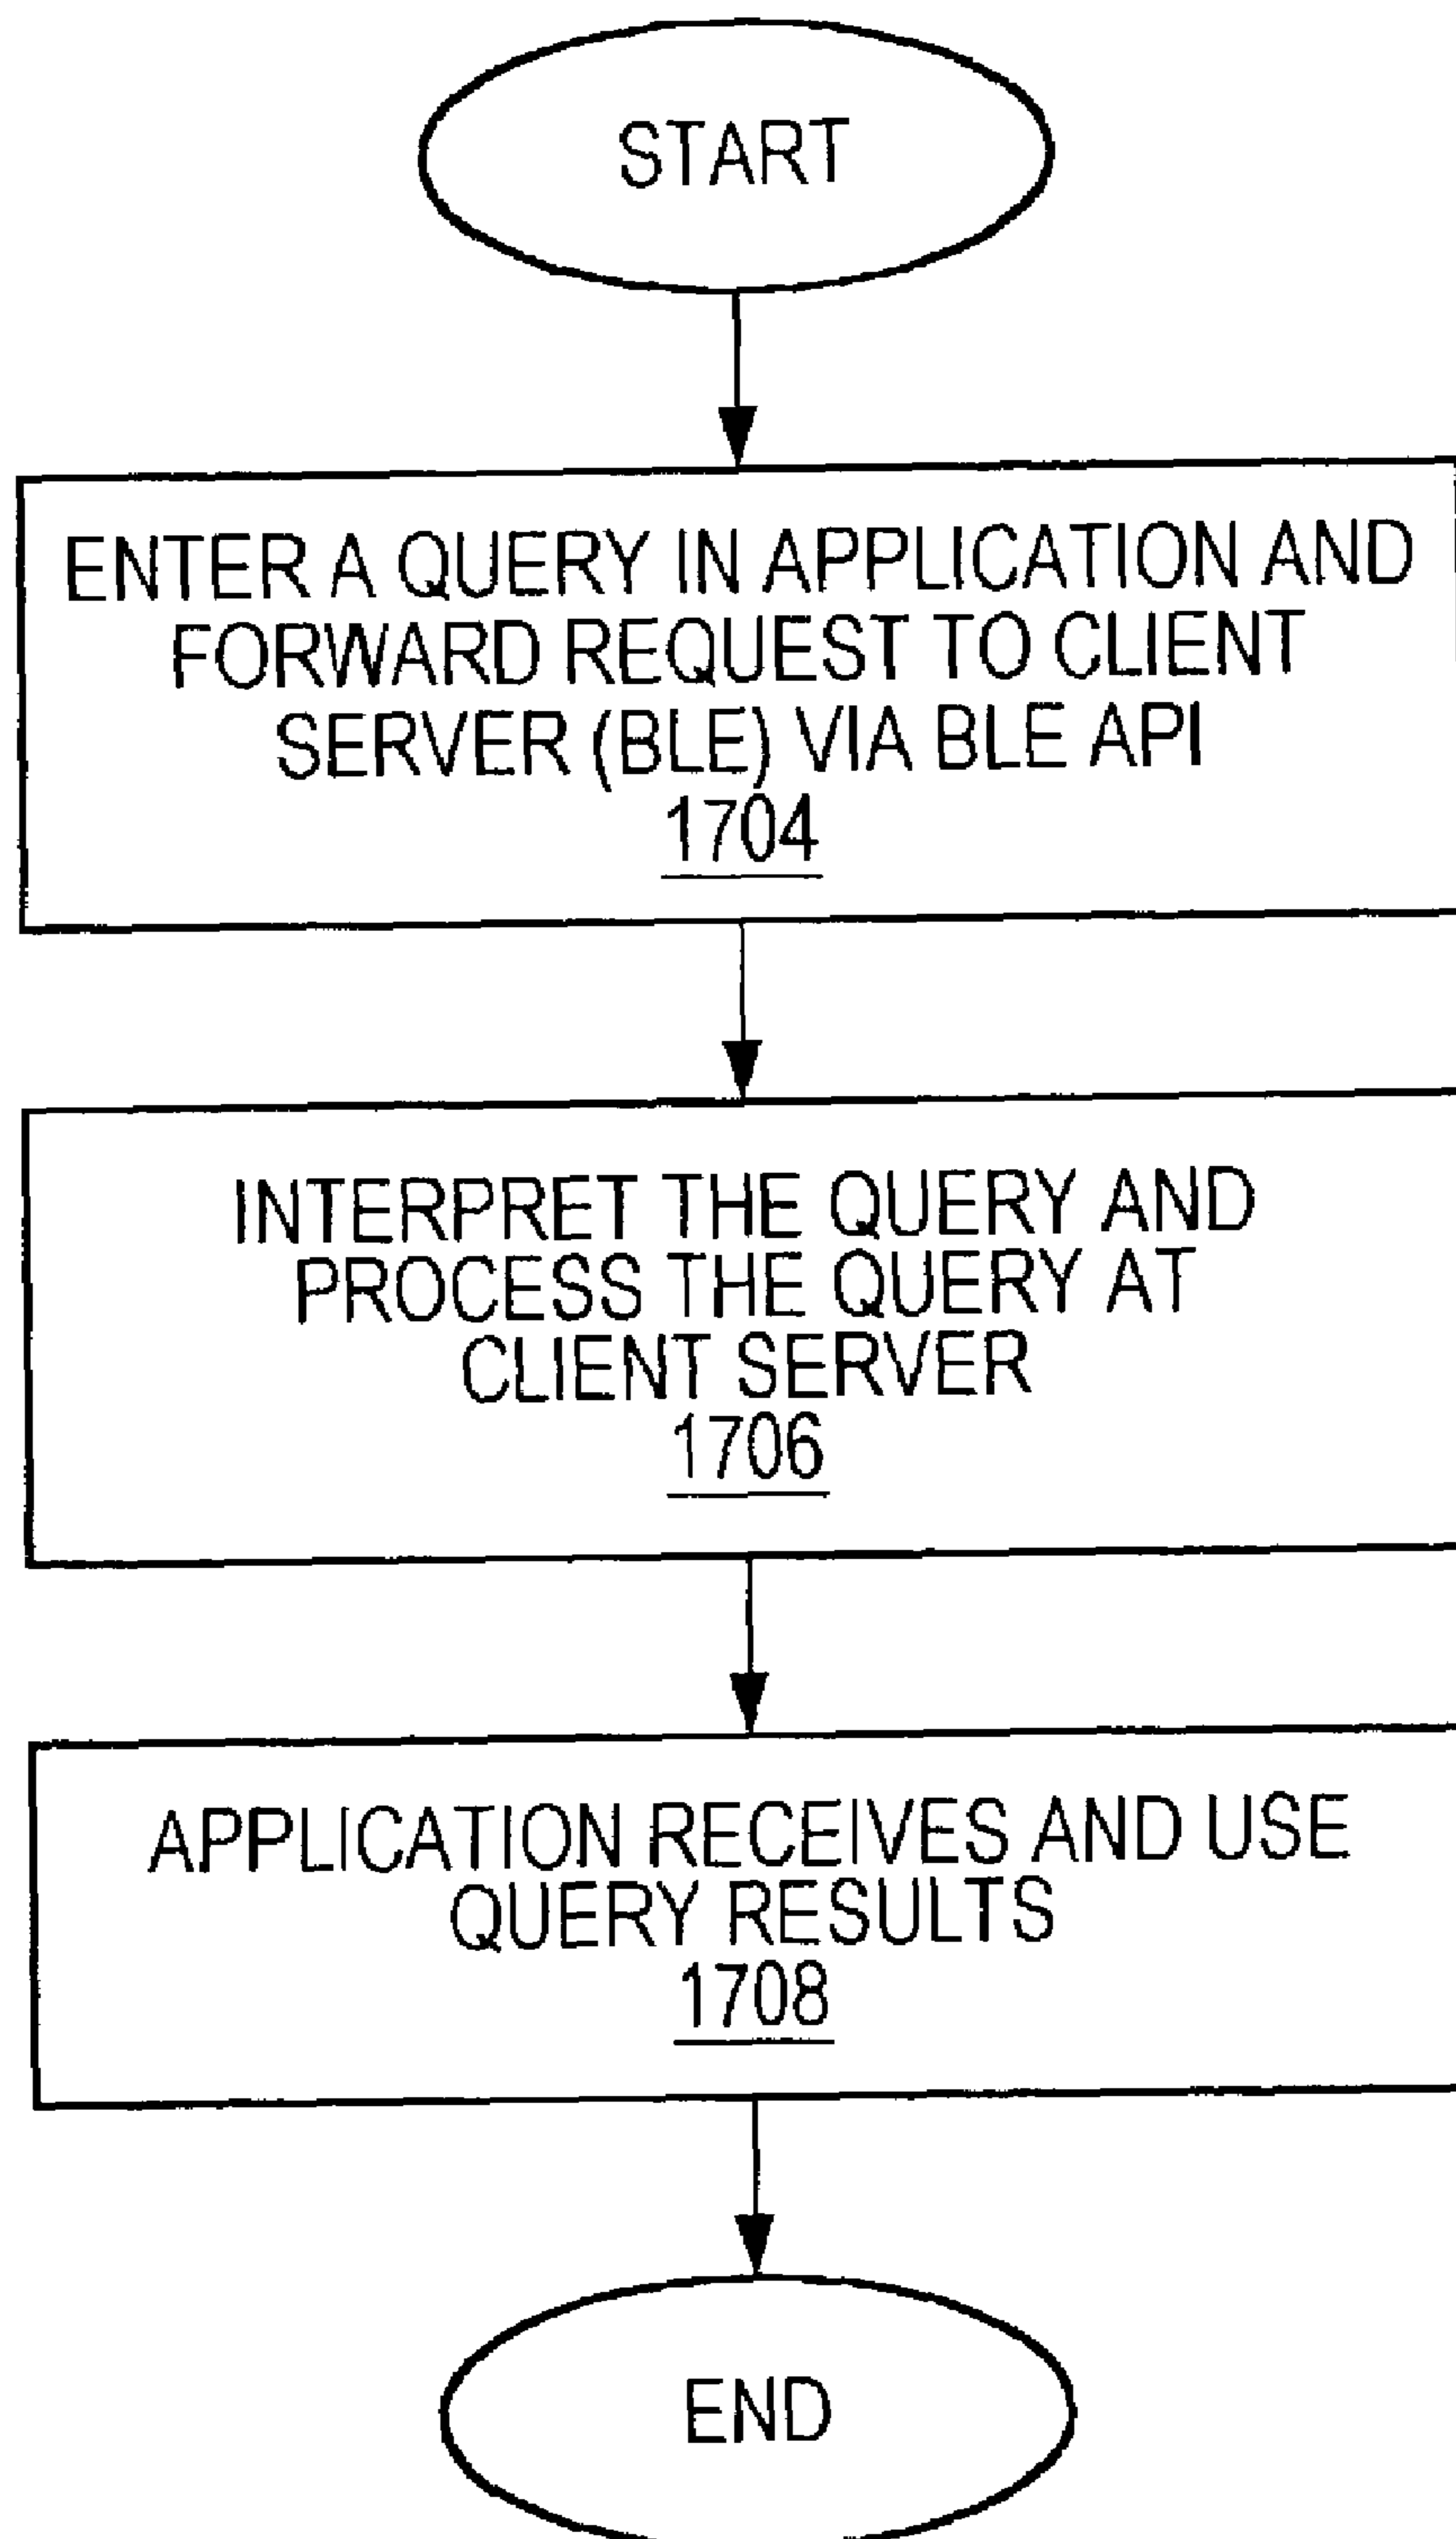 START
ENTER A QUERY IN APPLICATION AND
FORWARD REQUEST TO CLIENT
SERVER (BLE) VIA BLE API
1704
INTERPRET THE QUERY AND
PROCESS THE QUERY AT
CLIENT SERVER
1706
APPLICATION RECEIVES AND USE
QUERY RESULTS
1708
END